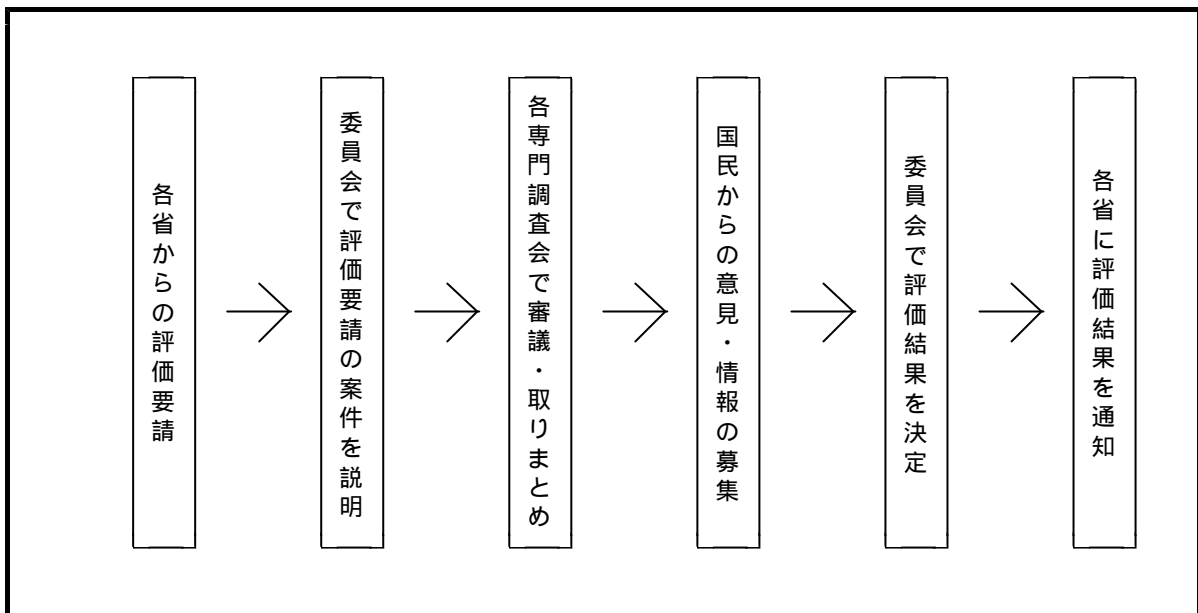 各省からの評価要請
委員会で評価要請の案件を説明
各専門調査会で審議・取りまとめ
国民からの意見・情報の募集
委員会で評価結果を決定
各省に評価結果を通知